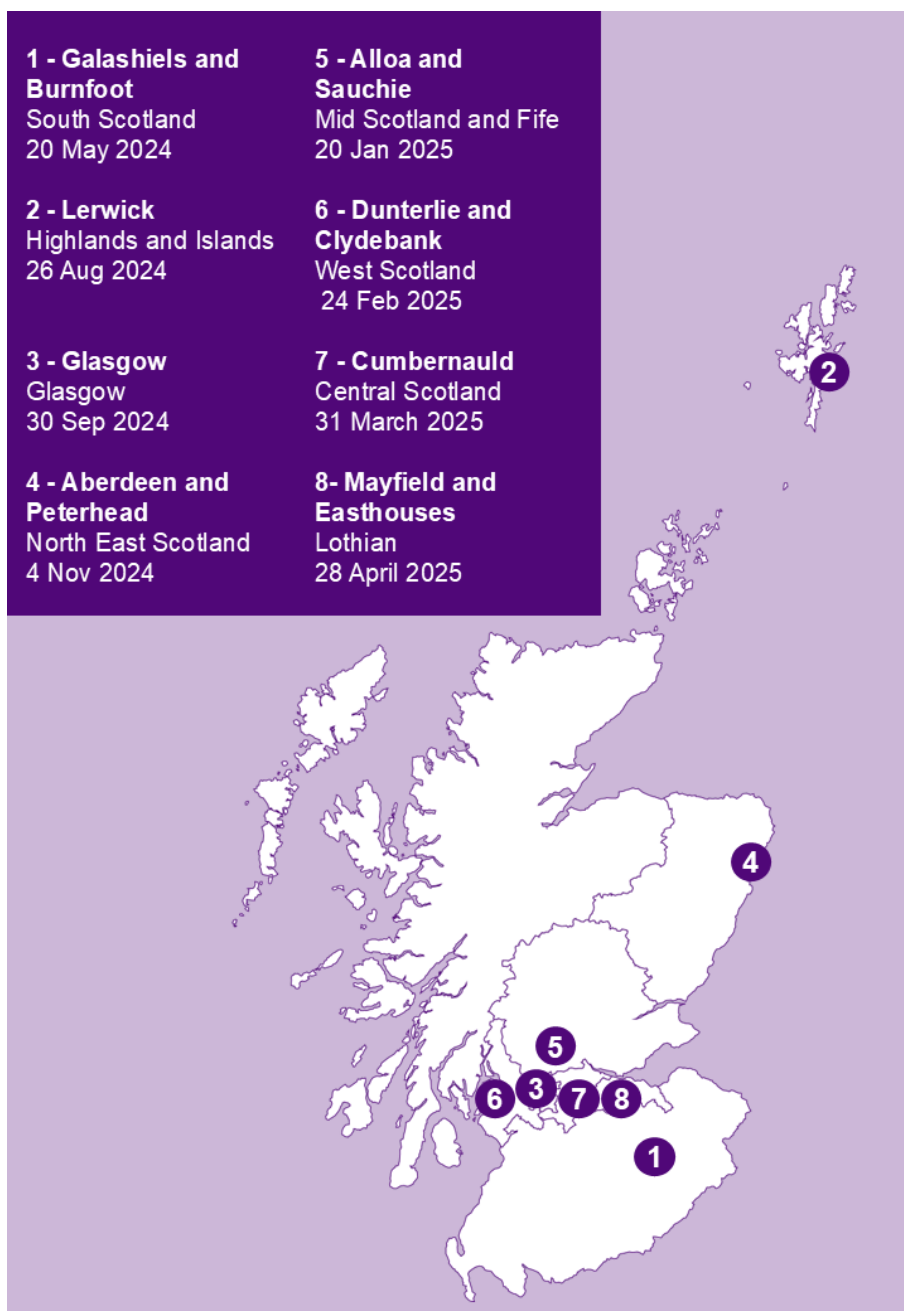 1 - Galashiels and
Burnfoot
South Scotland
20 May 2024
2 - Lerwick
Highlands and Islands
26 Aug 2024
3 - Glasgow
Glasgow
30 Sep 2024
4 - Aberdeen and
Peterhead
North East Scotland
4 Nov 2024
5 - Alloa and
Sauchie
Mid Scotland and Fife
20 Jan 2025
6 - Dunterlie and
Clydebank
West Scotland
24 Feb 2025
7 - Cumbernauld
Central Scotland
31 March 2025
8- Mayfield and
Easthouses
Lothian
28 April 2025
2
4
5
3
6
7
8
1